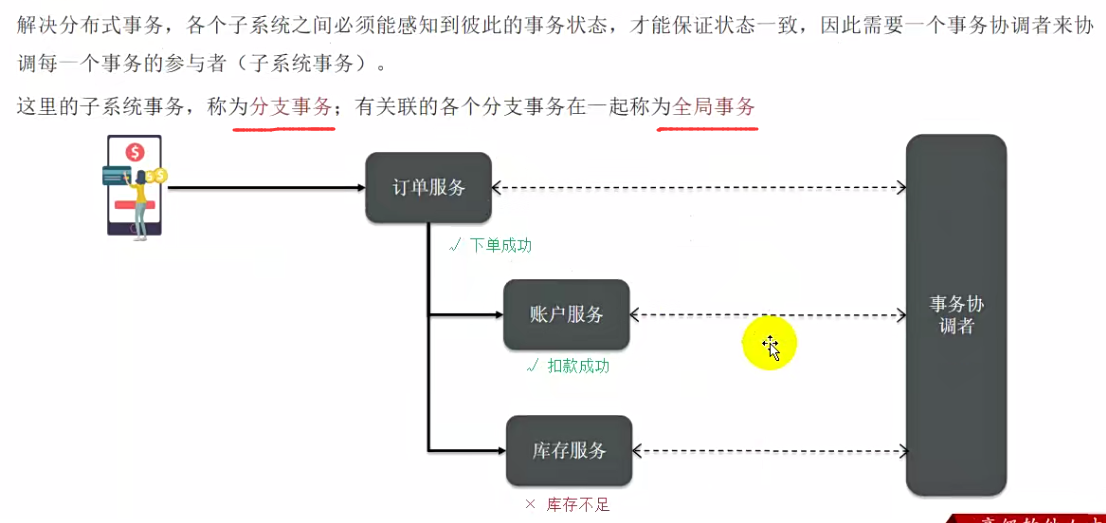 解决分布式事务，各个子系统之间必须能感知到彼此的事务状态，才能保证状态一致，因此需要一个事务协
调者来协调每一个事务的参与者（子系统事务）。
这里的子系统事务，称为分支事务；有关联的各个分支事务在一起称为全局事务
$
$
订单服务
√ 下单成功
账户服务
事务协
调者
√ 扣款成功
库存服务
× 库存不足